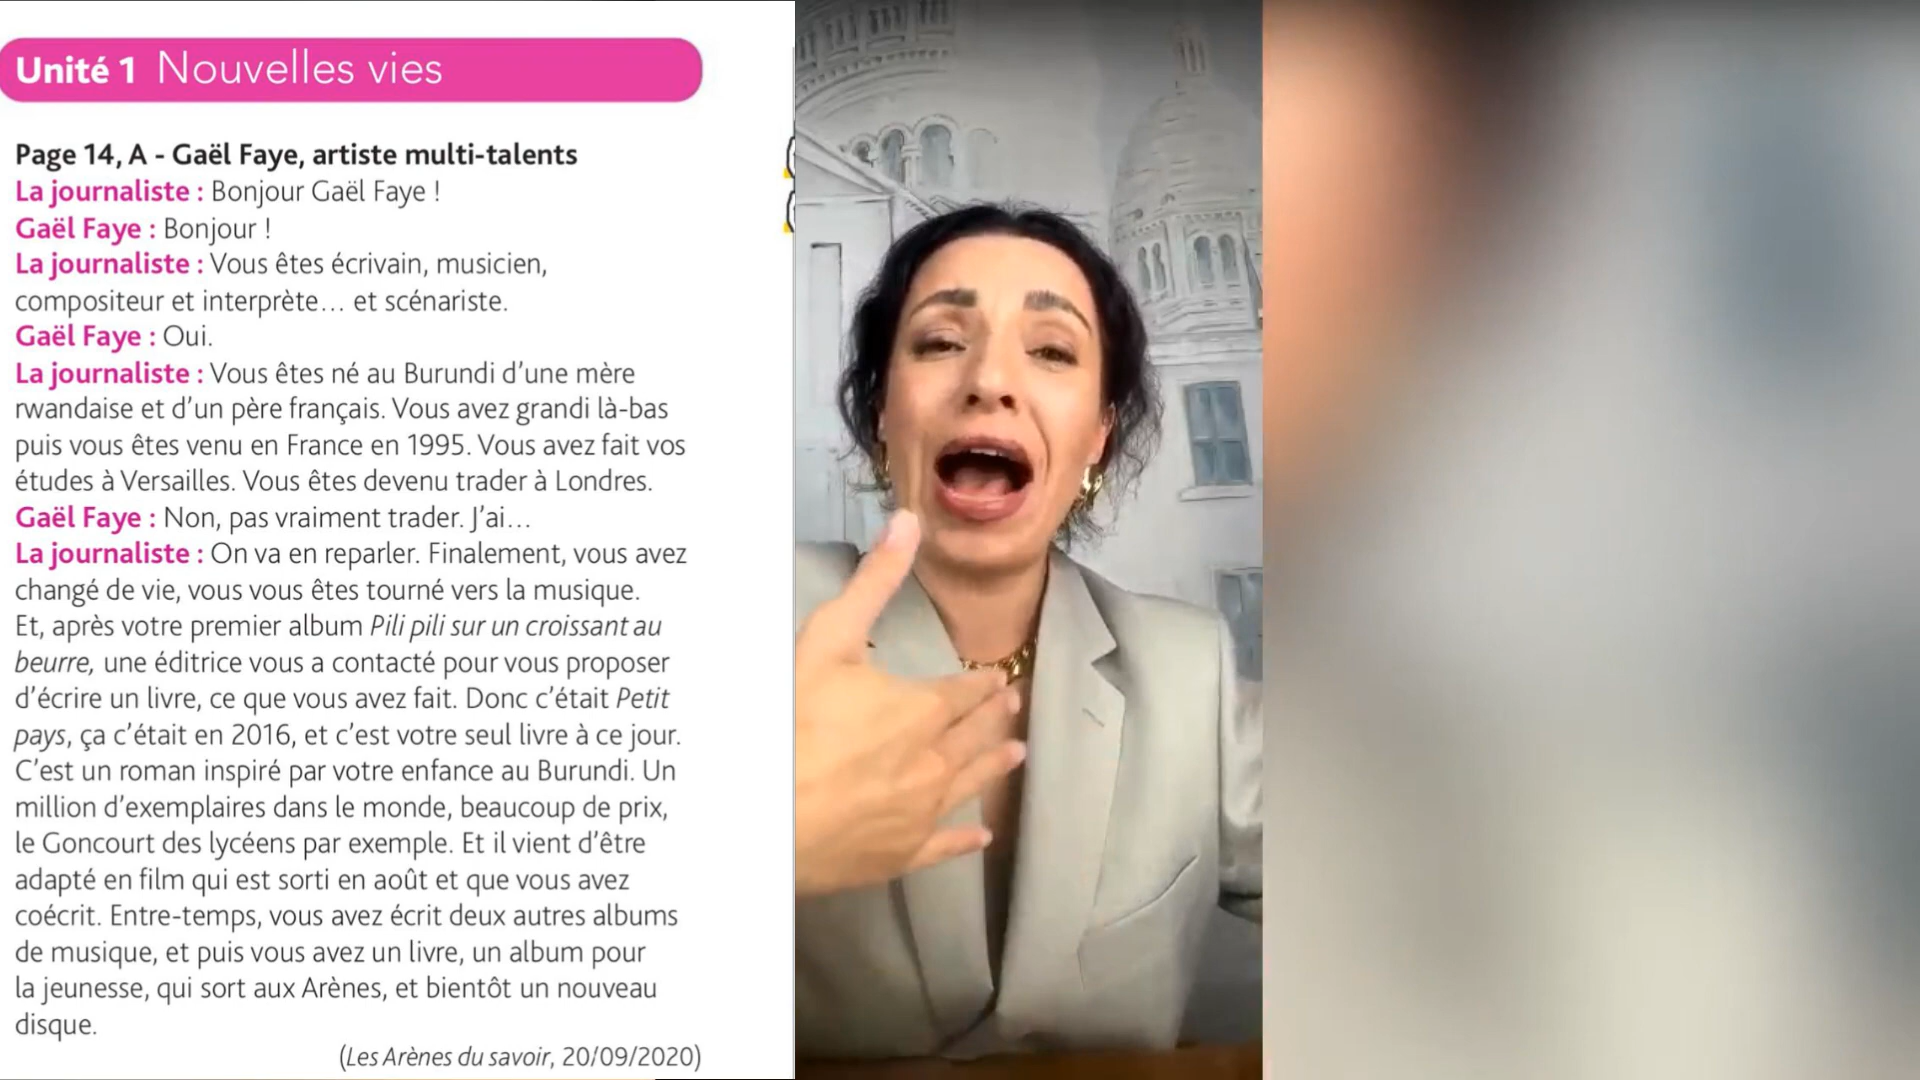 Unité 1 Nouvelles vies
Page 14, A - Gaël Faye, artiste multi-talents
La journaliste : Bonjour Gaël Faye !
Gaël Faye : Bonjour !
La journaliste : Vous êtes écrivain, musicien,
compositeur et interprète… et scénariste.
Gaël Faye : Oui.
La journaliste : Vous êtes né au Burundi d’une mère
rwandaise et d’un père français. Vous avez grandi là-bas
puis vous êtes venu en France en 1995. Vous avez fait vos
études à Versailles. Vous êtes devenu trader à Londres.
Gaël Faye : Non, pas vraiment trader. J’ai…
La journaliste : On va en reparler. Finalement, vous avez
changé de vie, vous vous êtes tourné vers la musique.
Et, après votre premier album Pili pili sur un croissant au
beurre, une éditrice vous a contacté pour vous proposer
d’écrire un livre, ce que vous avez fait. Donc c’était Petit
pays, ça c’était en 2016, et c’est votre seul livre à ce jour.
C’est un roman inspiré par votre enfance au Burundi. Un
million d’exemplaires dans le monde, beaucoup de prix,
le Goncourt des lycéens par exemple. Et il vient d’être
adapté en film qui est sorti en août et que vous avez
coécrit. Entre-temps, vous avez écrit deux autres albums
de musique, et puis vous avez un livre, un album pour
la jeunesse, qui sort aux Arènes, et bientôt un nouveau
disque.
(Les Arènes du savoir, 20/09/2020)